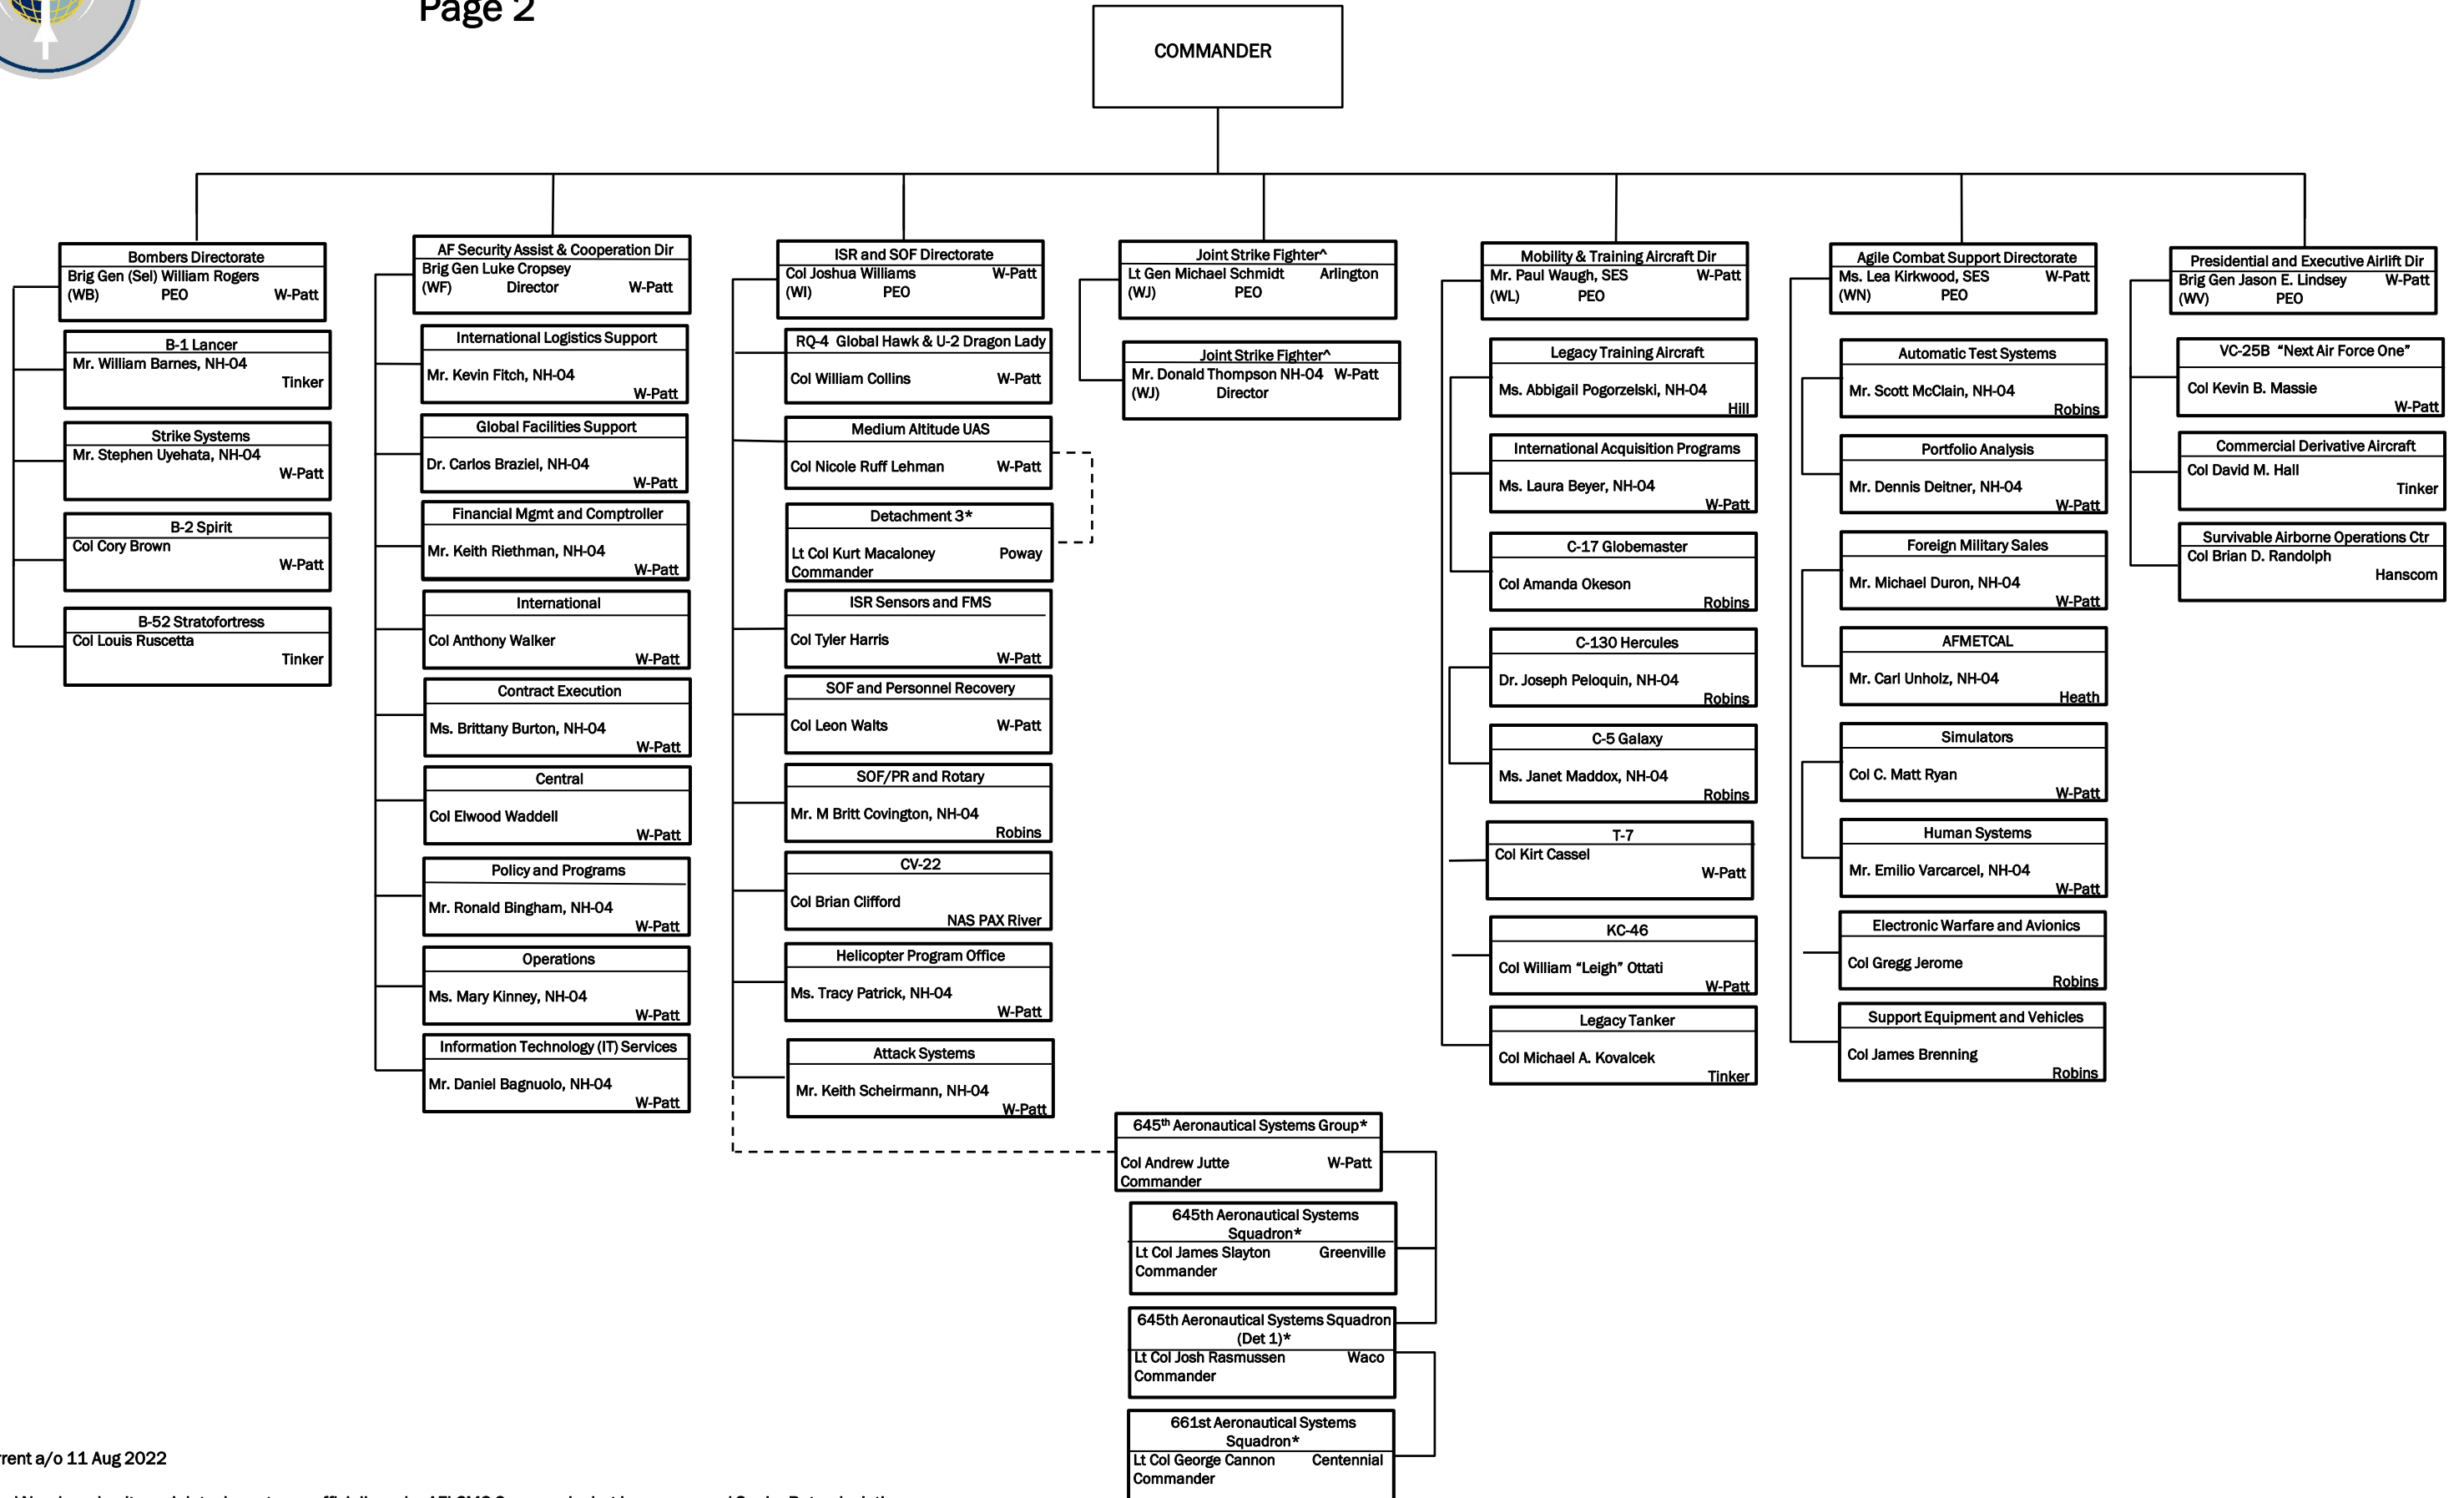 Page 2
COMMANDER
Bombers Directorate
Brig Gen (Sel) William Rogers
(WB) PEO W-Patt
B-1 Lancer
Mr. William Barnes, NH-04
Tinker
Strike Systems
Mr. Stephen Uyehata, NH-04
W-Patt
B-2 Spirit
Col Cory Brown
W-Patt
B-52 Stratofortress
Col Louis Ruscetta
Tinker
AF Security Assist & Cooperation Dir
Brig Gen Luke Cropsey
(WF) Director W-Patt
International Logistics Support
Mr. Kevin Fitch, NH-04
W-Patt
Global Facilities Support
Dr. Carlos Braziel, NH-04
W-Patt
Financial Mgmt and Comptroller
Mr. Keith Riethman, NH-04
W-Patt
International
Col Anthony Walker
W-Patt
Contract Execution
Ms. Brittany Burton, NH-04
W-Patt
Central
Col Elwood Waddell
W-Patt
Policy and Programs
Mr. Ronald Bingham, NH-04
W-Patt
Operations
Ms. Mary Kinney, NH-04
W-Patt
Information Technology (IT) Services
Mr. Daniel Bagnuolo, NH-04
W-Patt
ISR and SOF Directorate
Col Joshua Williams W-Patt
(WI) PEO
RQ-4 Global Hawk & U-2 Dragon Lady
Col William Collins W-Patt
Medium Altitude UAS
Col Nicole Ruff Lehman W-Patt
Detachment 3*
Lt Col Kurt Macaloney Poway
Commander
ISR Sensors and FMS
Col Tyler Harris
W-Patt
SOF and Personnel Recovery
Col Leon Walts W-Patt
SOF/PR and Rotary
Mr. M Britt Covington, NH-04
Robins
CV-22
Col Brian Clifford
NAS PAX River
Helicopter Program Office
Ms. Tracy Patrick, NH-04
W-Patt
Attack Systems
Mr. Keith Scheirmann, NH-04
W-Patt
Joint Strike Fighter^
Lt Gen Michael Schmidt Arlington
(WJ) PEO
Joint Strike Fighter^
Mr. Donald Thompson NH-04 W-Patt
(WJ) Director
645th Aeronautical Systems Group*
Col Andrew Jutte W-Patt
Commander
645th Aeronautical Systems
Squadron*
Lt Col James Slayton Greenville
Commander
645th Aeronautical Systems Squadron
(Det 1)*
Lt Col Josh Rasmussen Waco
Commander
661st Aeronautical Systems
Squadron*
Lt Col George Cannon Centennial
Commander
Mobility & Training Aircraft Dir
Mr. Paul Waugh, SES W-Patt
(WL) PEO
Legacy Training Aircraft
Ms. Abbigail Pogorzelski, NH-04
Hill
International Acquisition Programs
Ms. Laura Beyer, NH-04
W-Patt
C-17 Globemaster
Col Amanda Okeson
Robins
C-130 Hercules
Dr. Joseph Peloquin, NH-04
Robins
C-5 Galaxy
Ms. Janet Maddox, NH-04
Robins
T-7
Col Kirt Cassel
W-Patt
KC-46
Col William “Leigh” Ottati
W-Patt
Legacy Tanker
Col Michael A. Kovalcek
Tinker
Agile Combat Support Directorate
Ms. Lea Kirkwood, SES W-Patt
(WN) PEO
Automatic Test Systems
Mr. Scott McClain, NH-04
Robins
Portfolio Analysis
Mr. Dennis Deitner, NH-04
W-Patt
Foreign Military Sales
Mr. Michael Duron, NH-04
W-Patt
AFMETCAL
Mr. Carl Unholz, NH-04
Heath
Simulators
Col C. Matt Ryan
W-Patt
Human Systems
Mr. Emilio Varcarcel, NH-04
W-Patt
Electronic Warfare and Avionics
Col Gregg Jerome
Robins
Support Equipment and Vehicles
Col James Brenning
Robins
Presidential and Executive Airlift Dir
Brig Gen Jason E. Lindsey W-Patt
(WV) PEO
VC-25B “Next Air Force One”
Col Kevin B. Massie
W-Patt
Commercial Derivative Aircraft
Col David M. Hall
Tinker
Survivable Airborne Operations Ctr
Col Brian D. Randolph
Hanscom
rrent a/o 11 Aug 2022